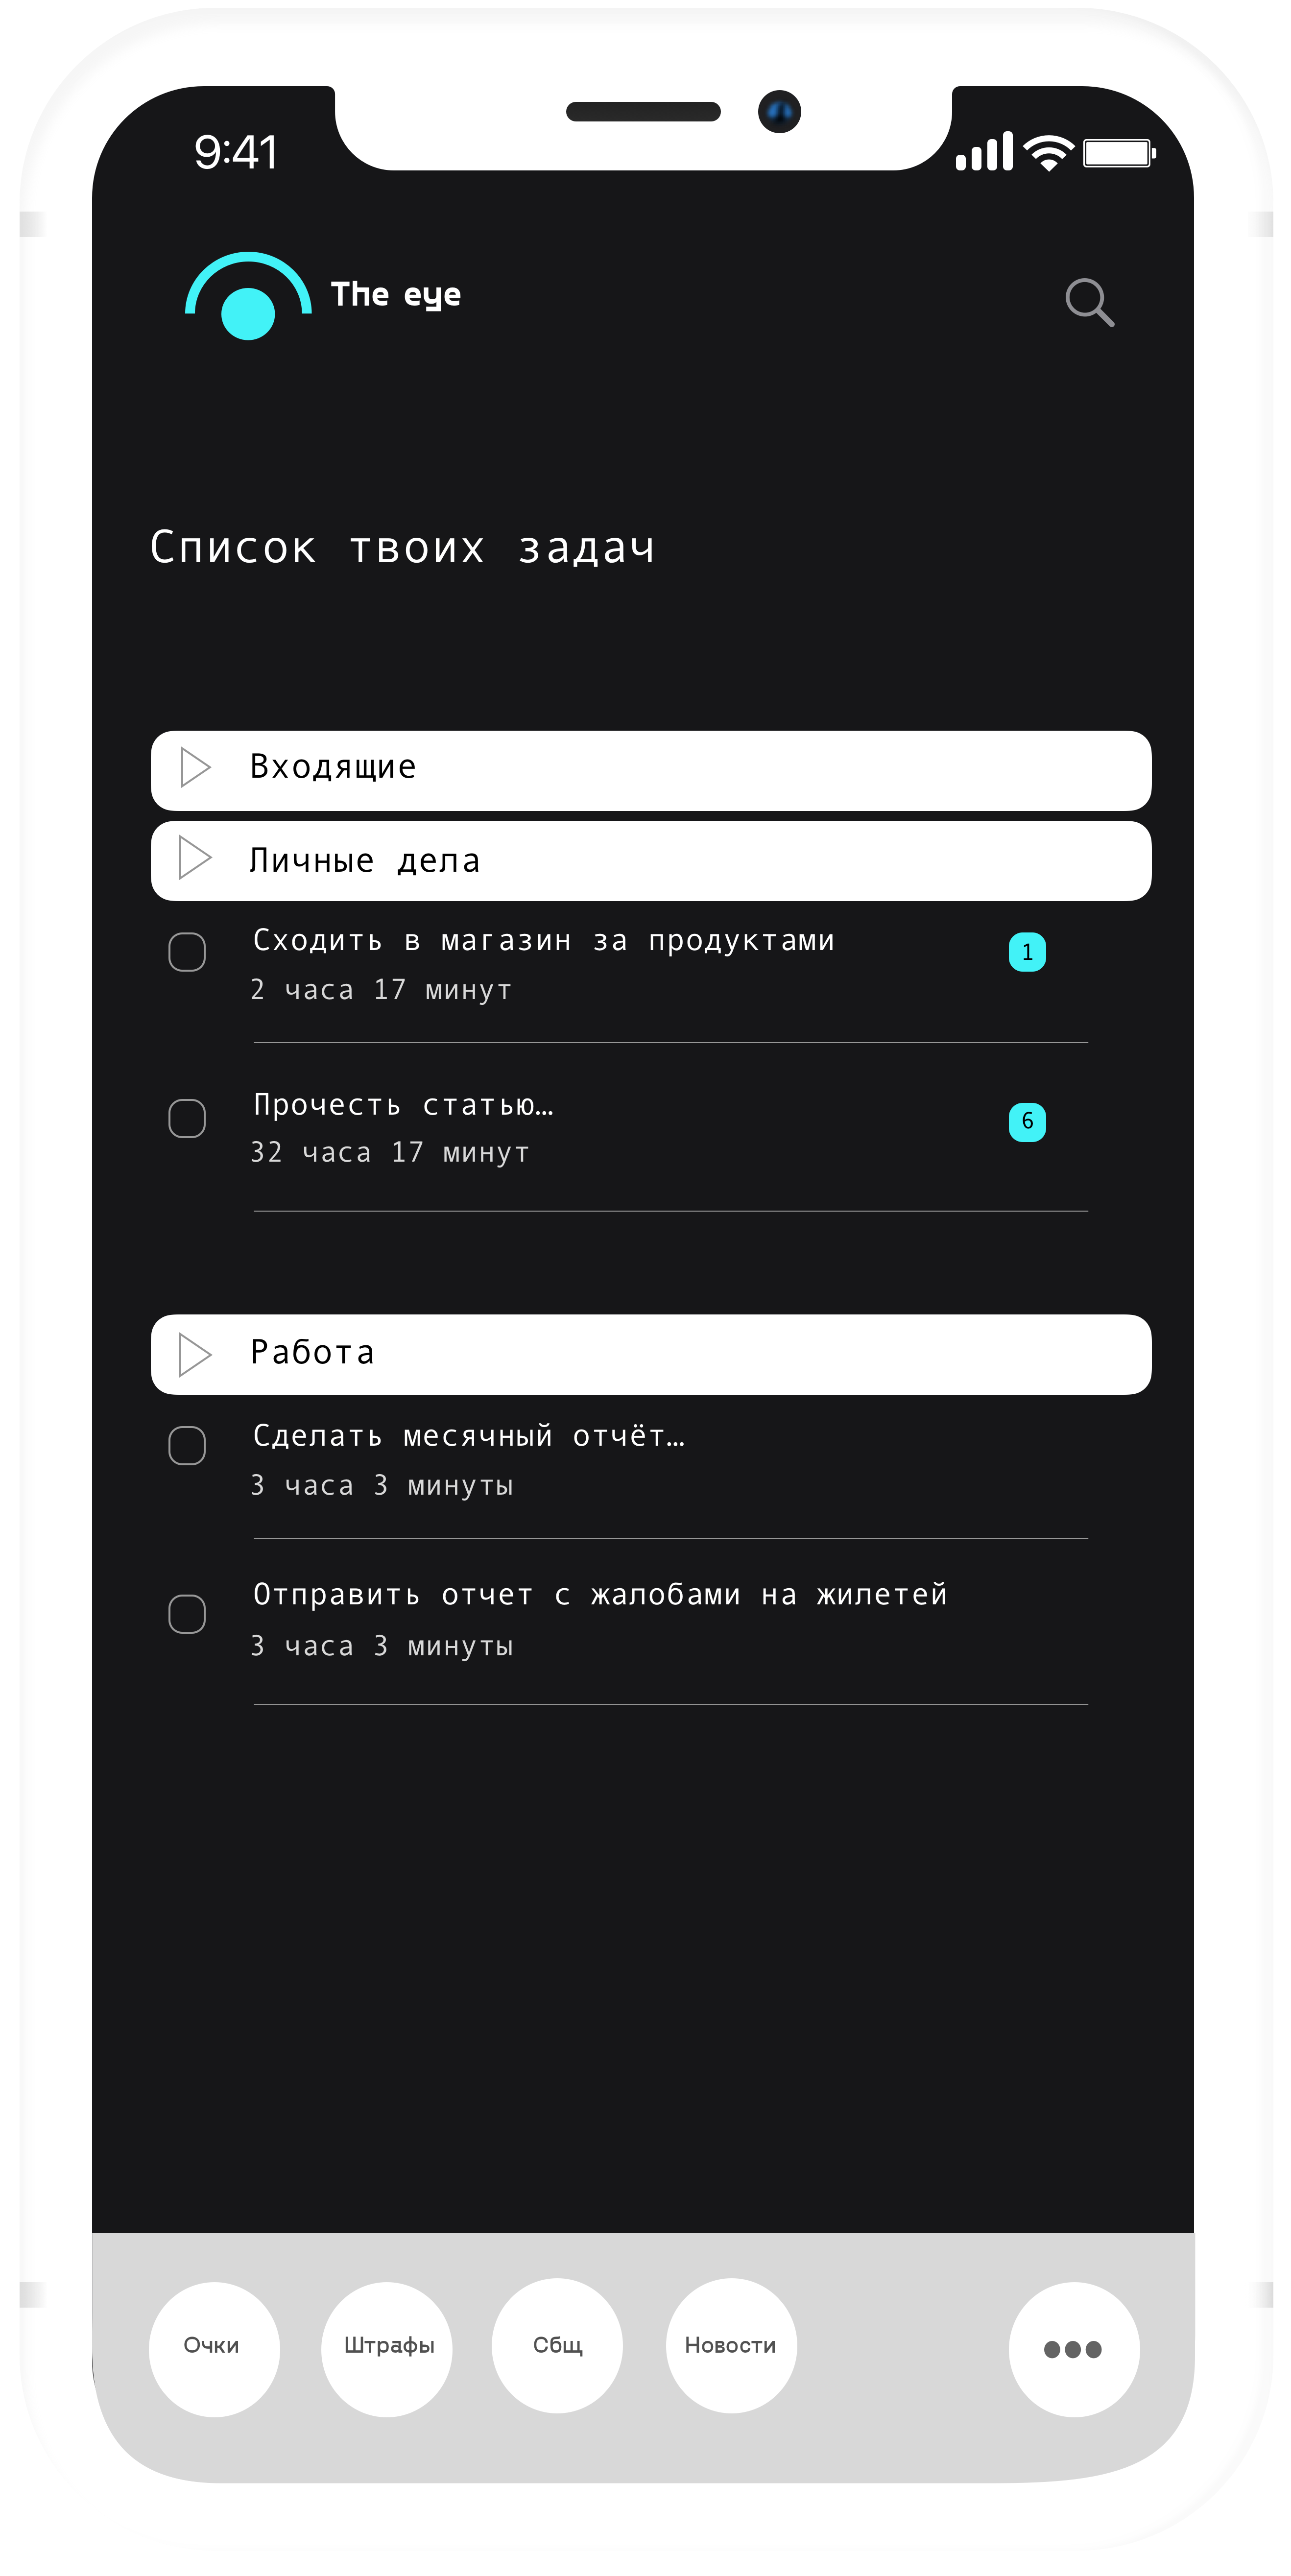 9:41
The eye
Список твоих задач
Входящие
Личные дела
Сходить в магазин за продуктами
1
2 часа 17 минут
Прочесть статью…
6
32 часа 17 минут
Работа
Сделать месячный отчёт…
3 часа 3 минуты
Отправить отчет с жалобами на жилетей
3 часа 3 минуты
Очки Штрафы Сбщ Новости